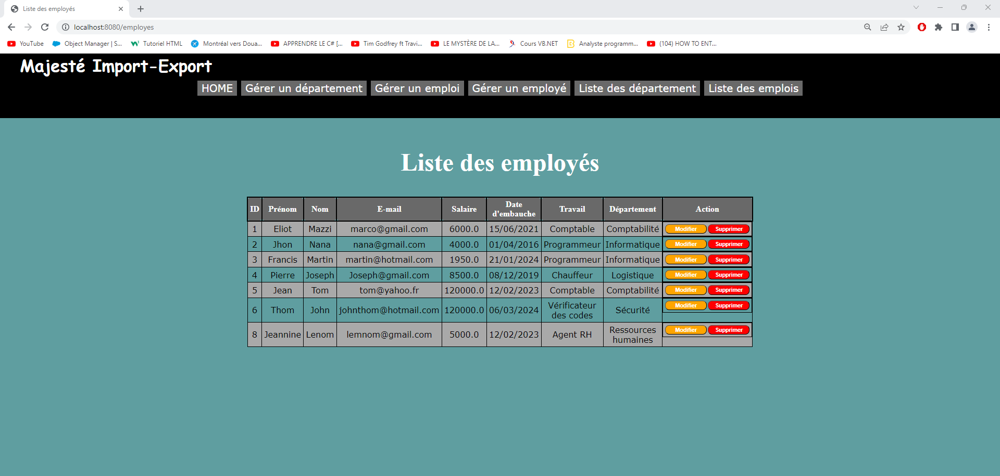 Liste des employés
localhost:8080/employes
YouTube Object Manager | S... Tutoriel HTML Montréal vers Doua... APPRENDRE LE C# [... Tim Godfrey ft Travi... LE MYSTÈRE DE LA... Cours VB.NET Analyste programm... (104) HOW TO ENT...
Majesté Import-Export
HOME Gérer un département Gérer un emploi Gérer un employé Liste des département Liste des emplois
Liste des employés
ID Prénom Nom E-mail Salaire Date d'embauche Travail Département Action
1 Eliot Mazzi marco@gmail.com 6000.0 15/06/2021 Comptable Comptabilité Modifier Supprimer
2 Jhon Nana nana@gmail.com 4000.0 01/04/2016 Programmeur Informatique Modifier Supprimer
3 Francis Martin martin@hotmail.com 1950.0 21/01/2024 Programmeur Informatique Modifier Supprimer
4 Pierre Joseph Joseph@gmail.com 8500.0 08/12/2019 Chauffeur Logistique Modifier Supprimer
5 Jean Tom tom@yahoo.fr 120000.0 12/02/2023 Comptable Comptabilité Modifier Supprimer
6 Thom John johnthom@hotmail.com 120000.0 06/03/2024 Vérificateur des codes Sécurité Modifier Supprimer
8 Jeannine Lenom lemnom@gmail.com 5000.0 12/02/2023 Agent RH Ressources humaines Modifier Supprimer